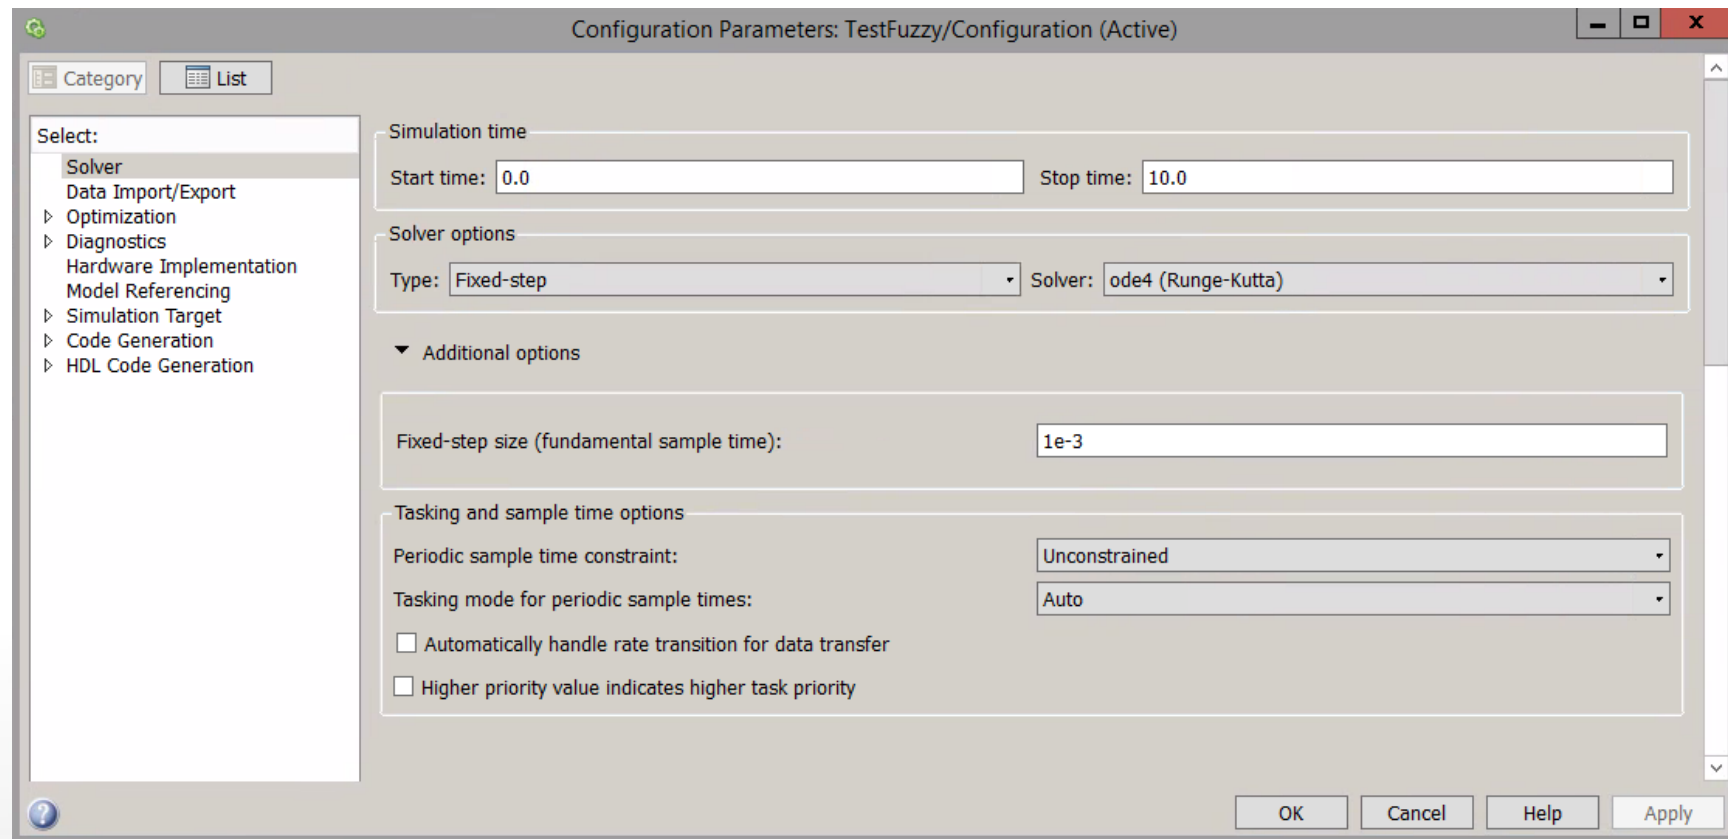 Configuration Parameters: TestFuzzy/Configuration (Active)
Category
List
Select:
Solver
Data Import/Export
Optimization
Diagnostics
Hardware Implementation
Model Referencing
Simulation Target
Code Generation
HDL Code Generation
Simulation time
Start time: 0.0 Stop time: 10.0
Solver options
Type: Fixed-step Solver: ode4 (Runge-Kutta)
Additional options
Fixed-step size (fundamental sample time): 1e-3
Tasking and sample time options
Periodic sample time constraint: Unconstrained
Tasking mode for periodic sample times: Auto
Automatically handle rate transition for data transfer
Higher priority value indicates higher task priority
OK Cancel Help Apply